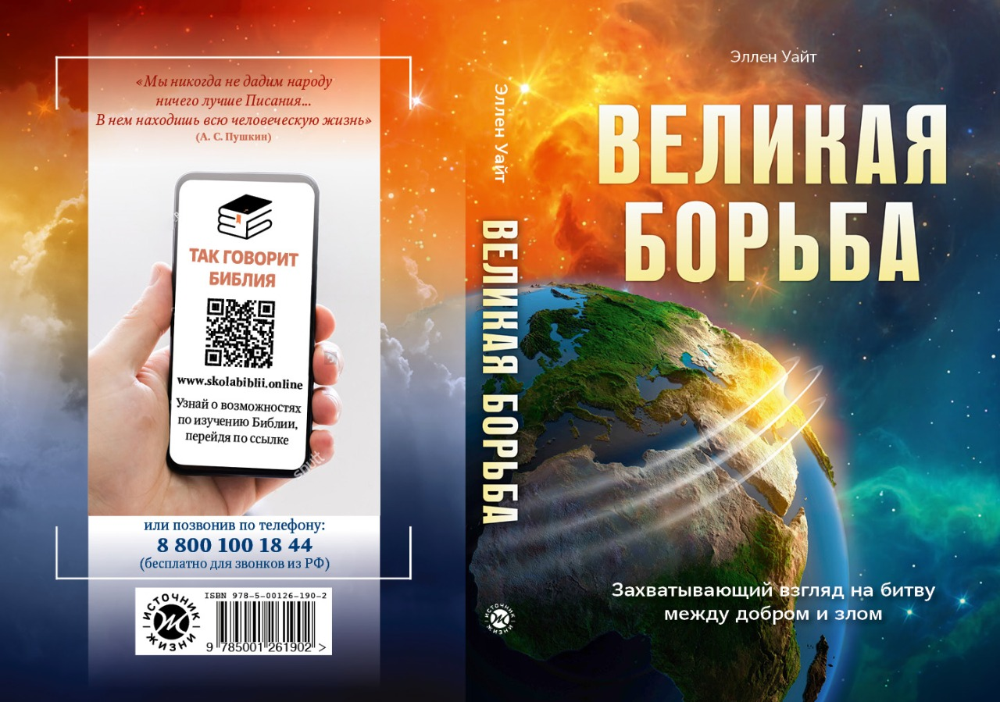 «Мы никогда не дадим народу
ничего лучше Писания...
В нем находишь всю человеческую жизнь»
(А. С. Пушкин)
ТАК ГОВОРИТ
БИБЛИЯ
www.skolabiblii.online
Узнай о возможностях
по изучению Библии,
перейдя по ссылке
или позвонив по телефону:
8 800 100 18 44
(бесплатно для звонков из РФ)
ИСТОЧНИК
ЖИЗНИ
ISBN 978-5-00126-190-2
9 785001 261902 >
Эллен Уайт
ВЕЛИКАЯ БОРЬБА
ИСТОЧНИК
ЖИЗНИ
Эллен Уайт
ВЕЛИКАЯ
БОРЬБА
Захватывающий взгляд на битву
между добром и злом